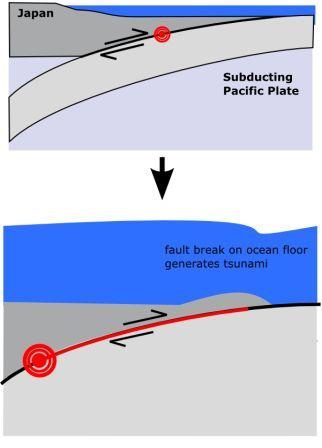 Japan
Subducting
Pacific Plate
fault break on ocean floor
generates tsunami